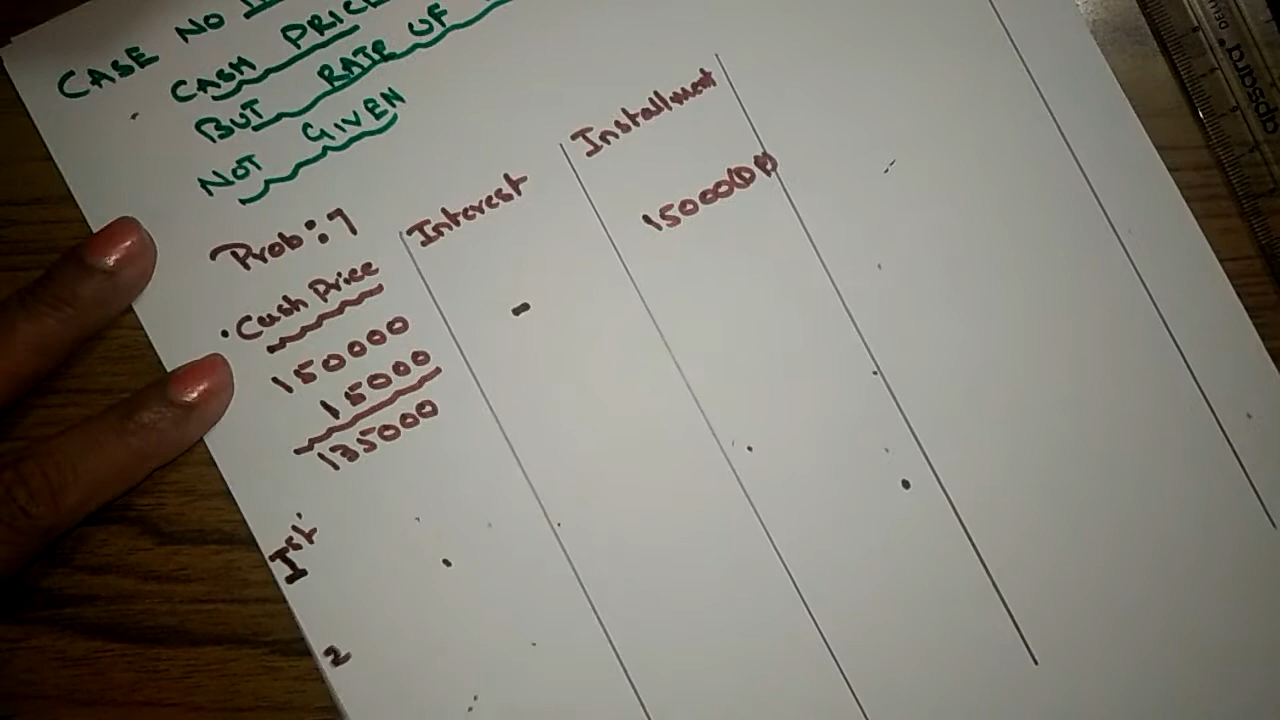 CASE NO
CASH PRICE
BUT RATE OF
NOT GIVEN
Prob:7
Cash Price
Interest
Installment
150000
-
15000(DP)
15000
135000
Ist
2
apsara